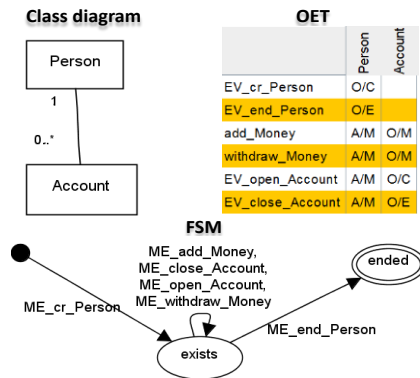 Class diagram
Person
1
0..*
Account
OET
Person Account
EV_cr_Person O/C
EV_end_Person O/E
add_Money A/M O/M
withdraw_Money A/M O/M
EV_open_Account A/M O/C
EV_close_Account A/M O/E
FSM
ME_add_Money,
ME_close_Account,
ME_open_Account,
ME_withdraw_Money
ended
ME_cr_Person
ME_end_Person
exists